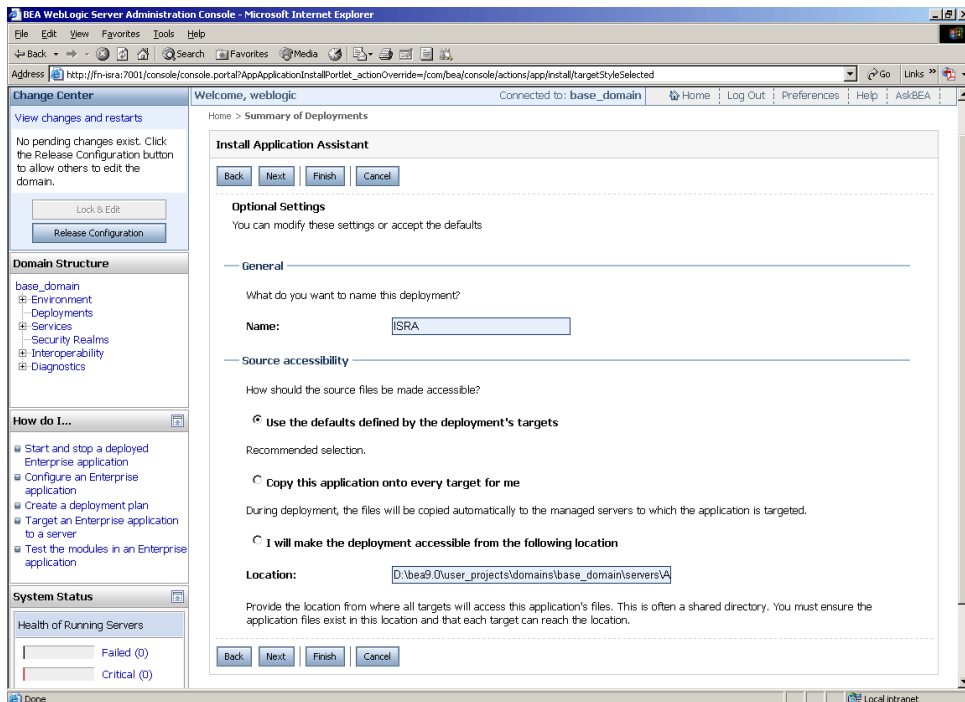 BEA WebLogic Server Administration Console - Microsoft Internet Explorer
File Edit View Favorites Tools Help
Back Search Favorites Media
Address http://fn-isra:7001/console/console.portal?AppApplicationInstallPortlet_actionOverride=/com/bea/console/actions/app/install/targetStyleSelected Go Links »
Change Center
View changes and restarts
No pending changes exist. Click
the Release Configuration button
to allow others to edit the
domain.
Lock & Edit
Release Configuration
Domain Structure
base_domain
Environment
Deployments
Services
Security Realms
Interoperability
Diagnostics
How do I...
Start and stop a deployed
Enterprise application
Configure an Enterprise
application
Create a deployment plan
Target an Enterprise application
to a server
Test the modules in an Enterprise
application
System Status
Health of Running Servers
Failed (0)
Critical (0)
Welcome, weblogic Connected to: base_domain Home Log Out Preferences Help AskBEA
Home > Summary of Deployments
Install Application Assistant
Back Next Finish Cancel
Optional Settings
You can modify these settings or accept the defaults
General
What do you want to name this deployment?
Name: ISRA
Source accessibility
How should the source files be made accessible?
Use the defaults defined by the deployment's targets
Recommended selection.
Copy this application onto every target for me
During deployment, the files will be copied automatically to the managed servers to which the application is targeted.
I will make the deployment accessible from the following location
Location: D:\bea9.0\user_projects\domains\base_domain\servers\A
Provide the location from where all targets will access this application's files. This is often a shared directory. You must ensure the
application files exist in this location and that each target can reach the location.
Back Next Finish Cancel
Done Local intranet